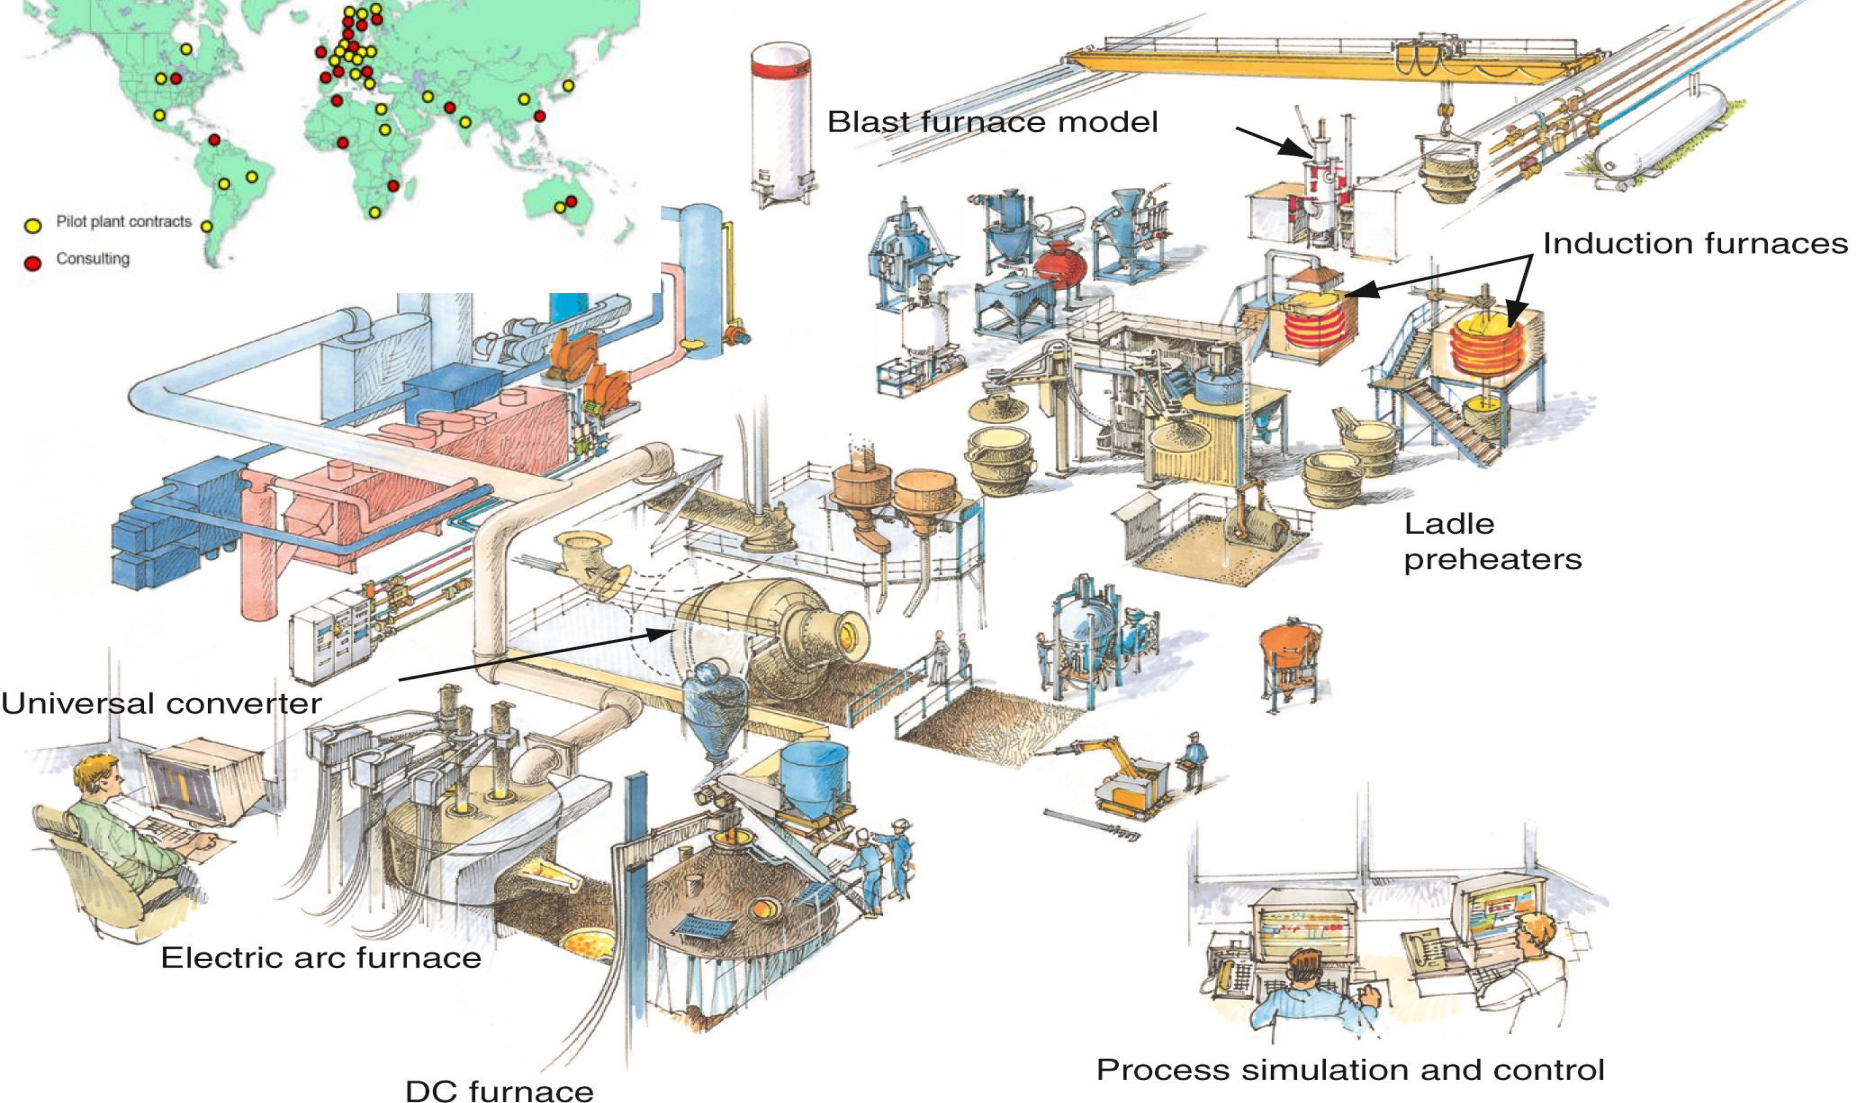 Blast furnace model
Pilot plant contracts
Induction furnaces
Consulting
Ladle
preheaters
Universal converter
Electric arc furnace
Process simulation and control
DC furnace